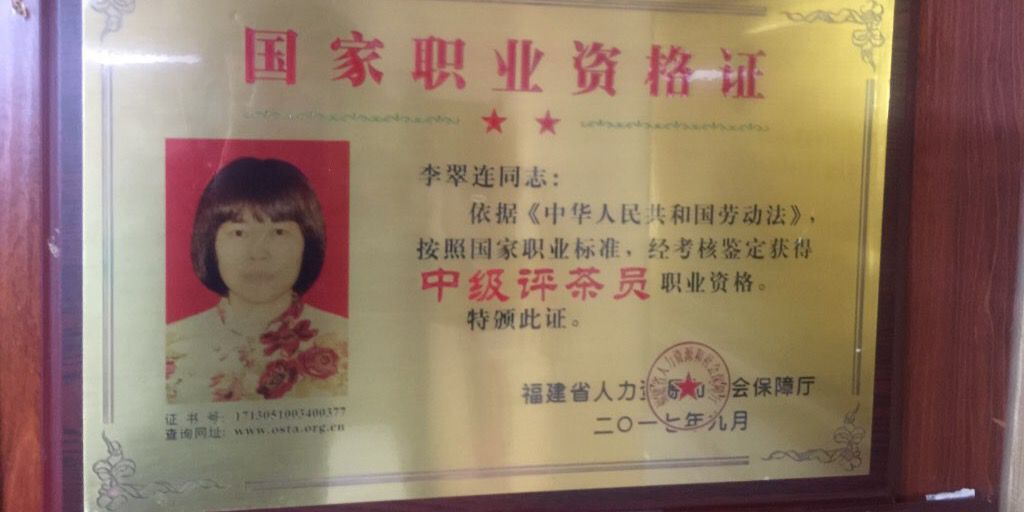 国家职业资格证
李翠连同志：
依据《中华人民共和国劳动法》，
按照国家职业标准，经考核鉴定获得
中级评茶员职业资格。
特颁此证。
证书号：1713051003400377
查询网址：www.osta.org.cn
福建省人力资源和社会保障厅
二〇一七年九月